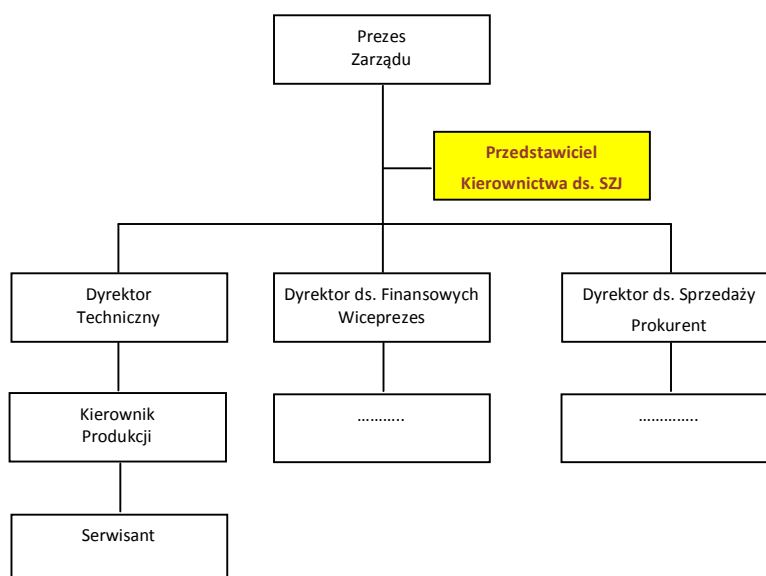 Prezes
Zarządu
Przedstawiciel
Kierownictwa ds. SZJ
Dyrektor
Techniczny
Dyrektor ds. Finansowych
Wiceprezes
Dyrektor ds. Sprzedaży
Prokurent
Kierownik
Produkcji
………..
…………..
Serwisant